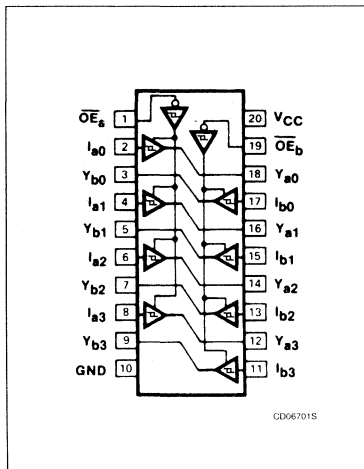 OEa 1 20 VCC
Ia0 2 19 OEb
Yb0 3 18 Ya0
Ia1 4 17 Ib0
Yb1 5 16 Ya1
Ia2 6 15 Ib1
Yb2 7 14 Ya2
Ia3 8 13 Ib2
Yb3 9 12 Ya3
GND 10 11 Ib3
CD06701S